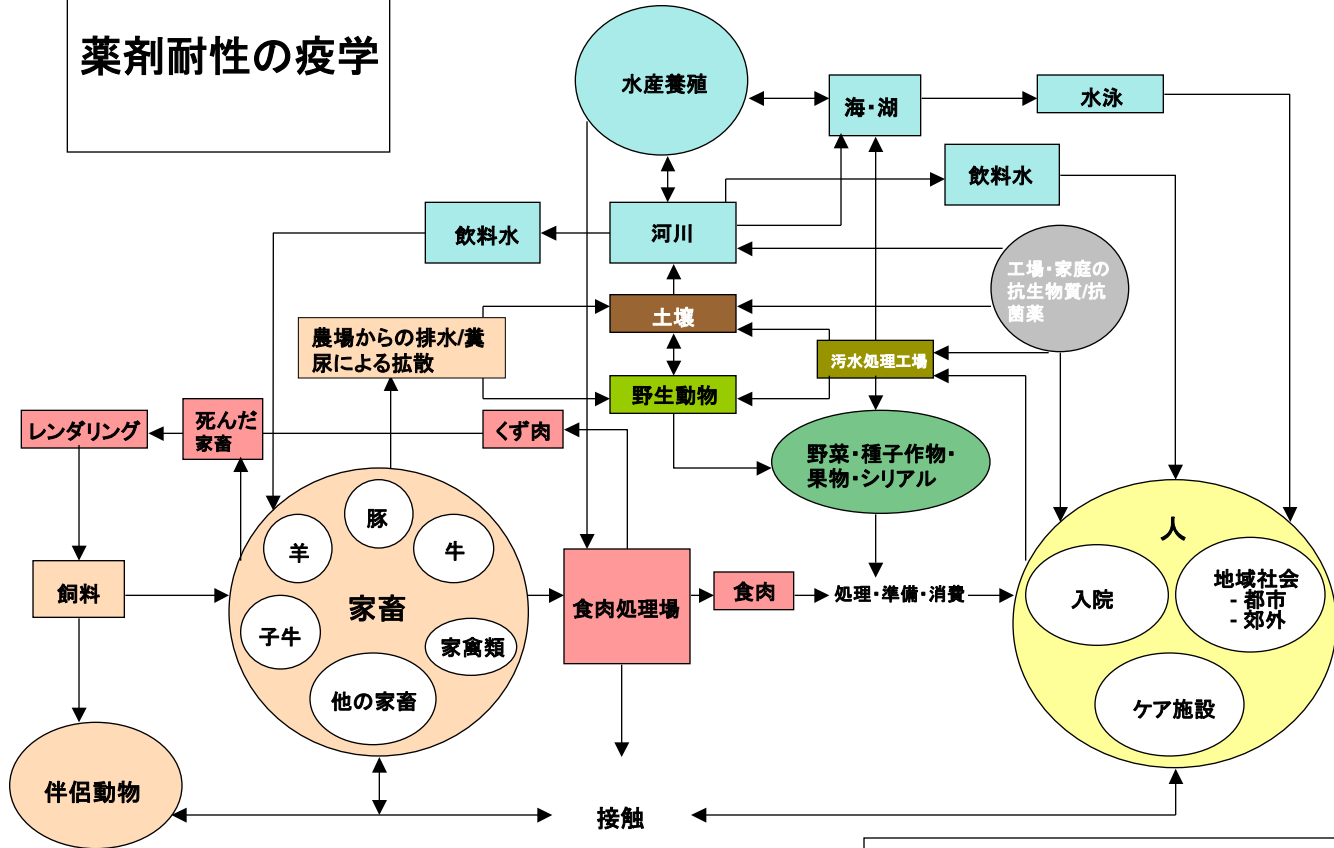 薬剤耐性の疫学
水産養殖
海・湖
水泳
飲料水
飲料水
河川
工場・家庭の
抗生物質/抗
菌薬
土壌
農場からの排水/糞
尿による拡散
汚水処理工場
野生動物
レンダリング
死んだ
家畜
くず肉
野菜・種子作物・
果物・シリアル
豚
羊
牛
人
飼料
家畜
食肉処理場
食肉
処理・準備・消費
入院
地域社会
- 都市
- 郊外
子牛
家禽類
他の家畜
ケア施設
伴侶動物
接触